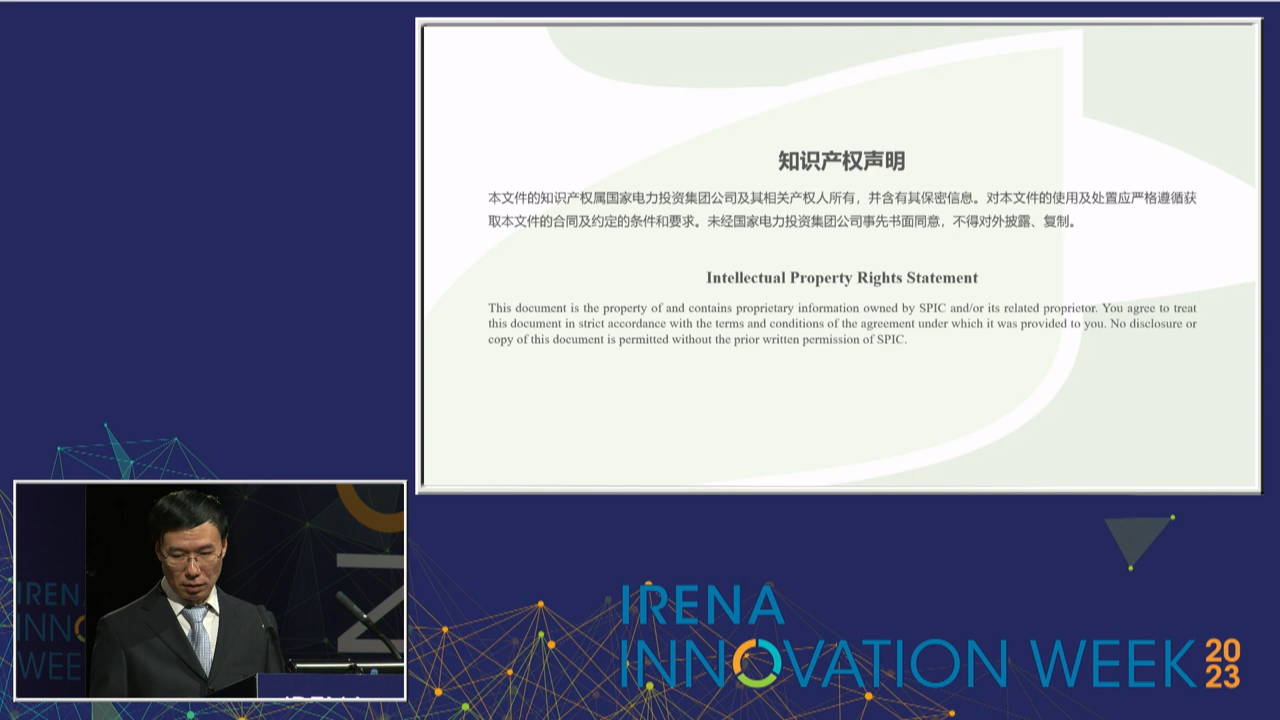 知识产权声明
本文件的知识产权属国家电力投资集团公司及其相关产权人所有，并含有其保密信息。对本文件的使用及处置应严格遵循获
取本文件的合同及约定的条件和要求。未经国家电力投资集团公司事先书面同意，不得对外披露、复制。
Intellectual Property Rights Statement
This document is the property of and contains proprietary information owned by SPIC and/or its related proprietor. You agree to treat
this document in strict accordance with the terms and conditions of the agreement under which it was provided to you. No disclosure or
copy of this document is permitted without the prior written permission of SPIC.
IREN
INNO
WEE
IRENA
IRENA
INNOVATION WEEK
20
23